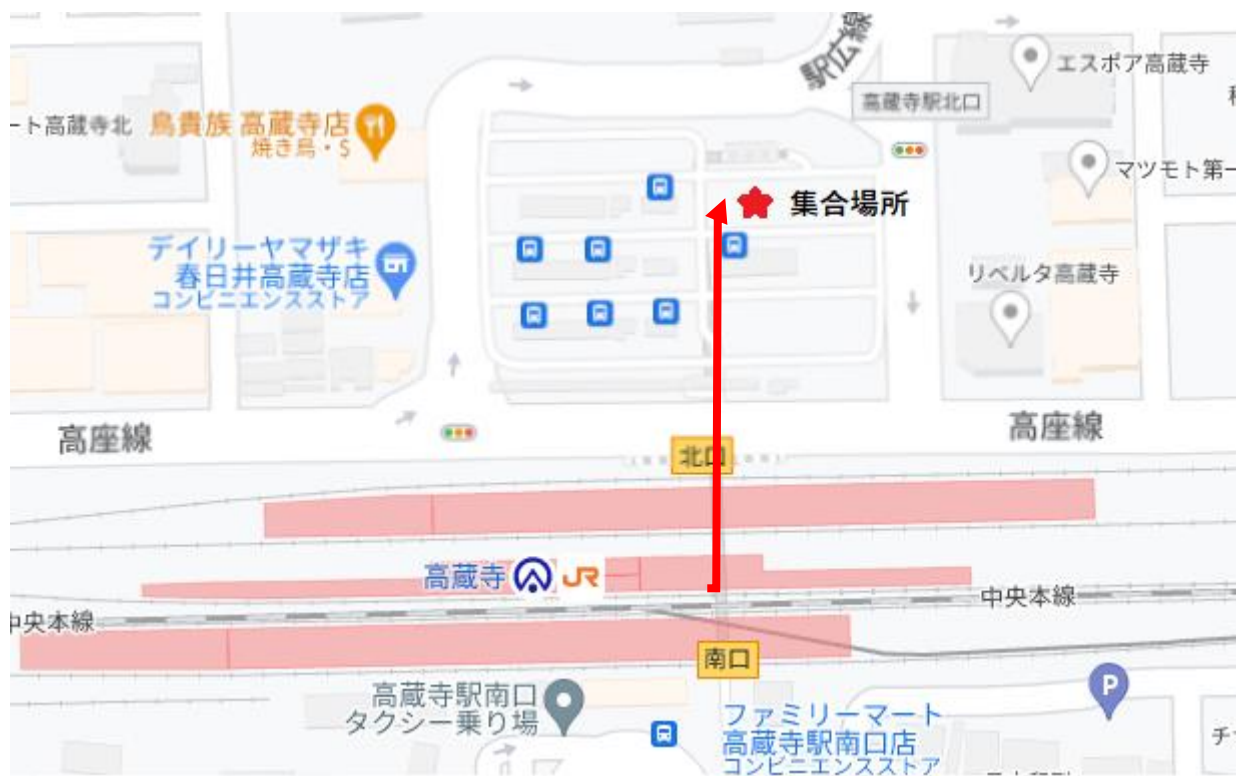 駅広線
エスポア高蔵寺
高蔵寺駅北口
ート高蔵寺北
鳥貴族 高蔵寺店
焼き鳥・S
マツモト第一
集合場所
デイリーヤマザキ
春日井高蔵寺店
コンビニエンスストア
リベルタ高蔵寺
高座線
高座線
北口
高蔵寺
JR
中央本線
中央本線
南口
高蔵寺駅南口
タクシー乗り場
P
ファミリーマート
高蔵寺駅南口店
コンビニエンスストア